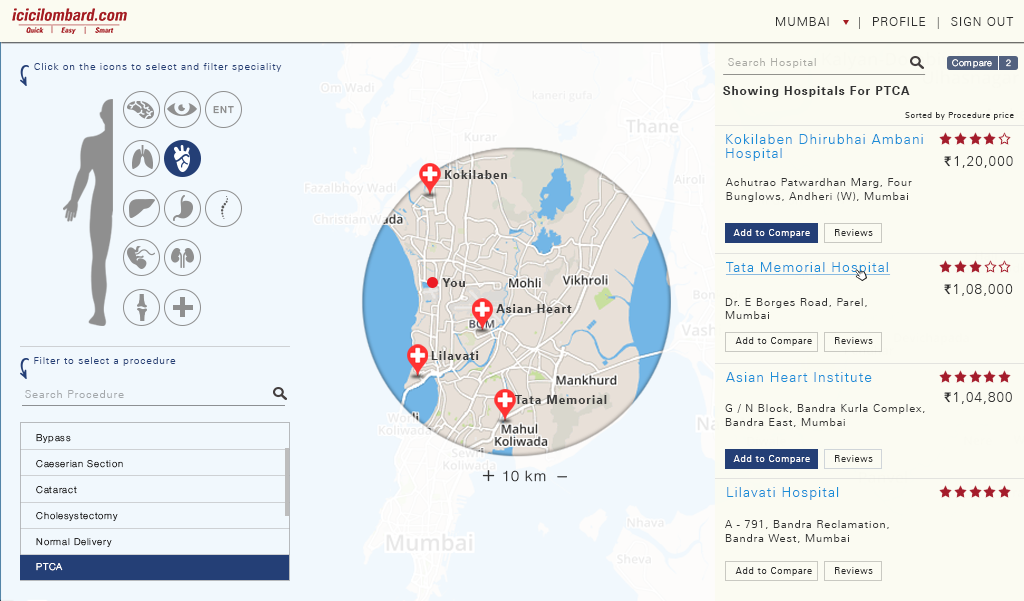 icicilombard.com
Quick | Easy | Smart
MUMBAI ▼ | PROFILE | SIGN OUT
Click on the icons to select and filter speciality
ENT
Filter to select a procedure
Search Procedure
Bypass
Caeserian Section
Cataract
Cholesystectomy
Normal Delivery
PTCA
Om Wadi
kaneri gufa
Thane
Kurar
Airoli
Fazalbhoy Wadi
Christian Wada
Kokilaben
You
Mohli
Vikhroli
Asian Heart
Lilavati
Mankhurd
Tata Memorial
Mahul
Koliwada
Koliwada
Koliwada
+ 10 km −
Nhava
Mumbai
Sheva
Search Hospital
Compare 2
Showing Hospitals For PTCA
Sorted by Procedure price
Kokilaben Dhirubhai Ambani
Hospital
₹1,20,000
Achutrao Patwardhan Marg, Four
Bunglows, Andheri (W), Mumbai
Add to Compare Reviews
Tata Memorial Hospital
₹1,08,000
Dr. E Borges Road, Parel,
Mumbai
Add to Compare Reviews
Asian Heart Institute
₹1,04,800
G / N Block, Bandra Kurla Complex,
Bandra East, Mumbai
Add to Compare Reviews
Lilavati Hospital
A - 791, Bandra Reclamation,
Bandra West, Mumbai
Add to Compare Reviews